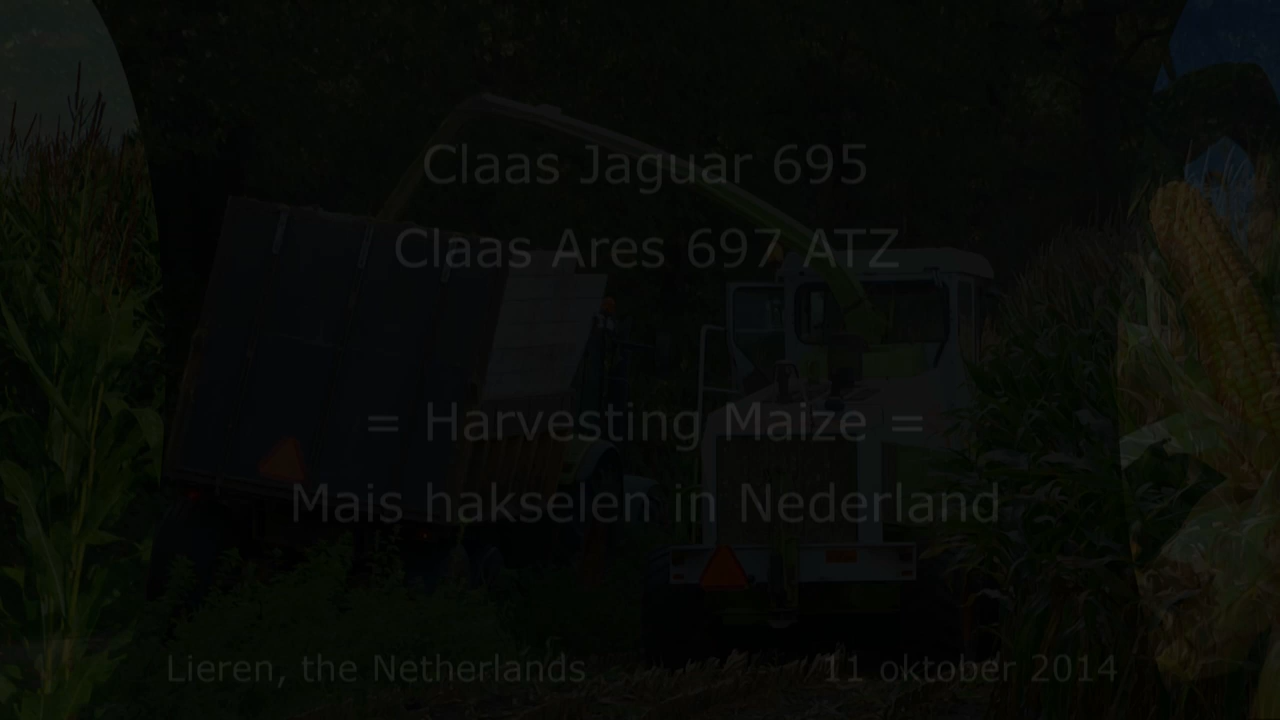 Claas Jaguar 695
Claas Ares 697 ATZ
= Harvesting Maize =
Mais hakselen in Nederland
Lieren, the Netherlands
11 oktober 2014